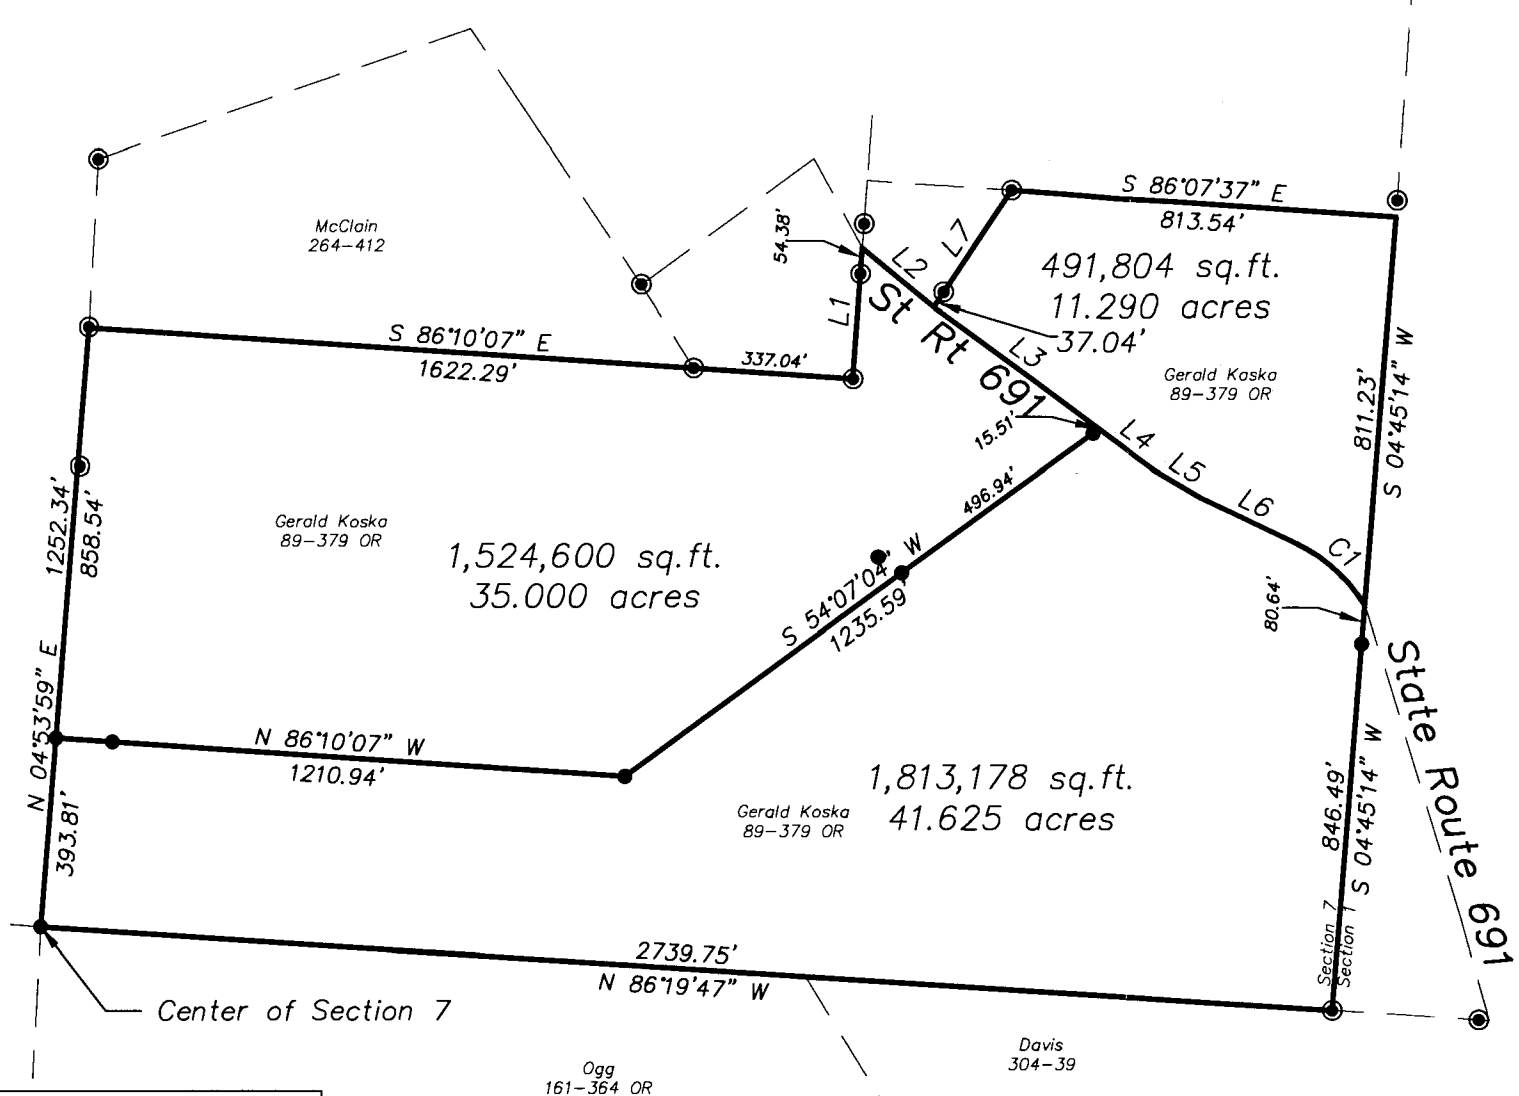 McClain
264-412
54.38'
L1
L2
L7
S 86°07'37" E
813.54'
491,804 sq.ft.
11.290 acres
37.04'
St Rt 691
L3
Gerald Koska
89-379 OR
811.23'
S 04°45'14" W
S 86°10'07" E
1622.29'
337.04'
15.51'
L4
L5
L6
C1
80.64'
1252.34'
858.54'
N 04°53'59" E
Gerald Koska
89-379 OR
1,524,600 sq.ft.
35.000 acres
496.94'
S 54°07'04" W
1235.59'
N 86°10'07" W
1210.94'
393.81'
Gerald Koska
89-379 OR
1,813,178 sq.ft.
41.625 acres
846.49'
S 04°45'14" W
State Route 691
Section 7
Section 1
2739.75'
N 86°19'47" W
Center of Section 7
Ogg
161-364 OR
Davis
304-39